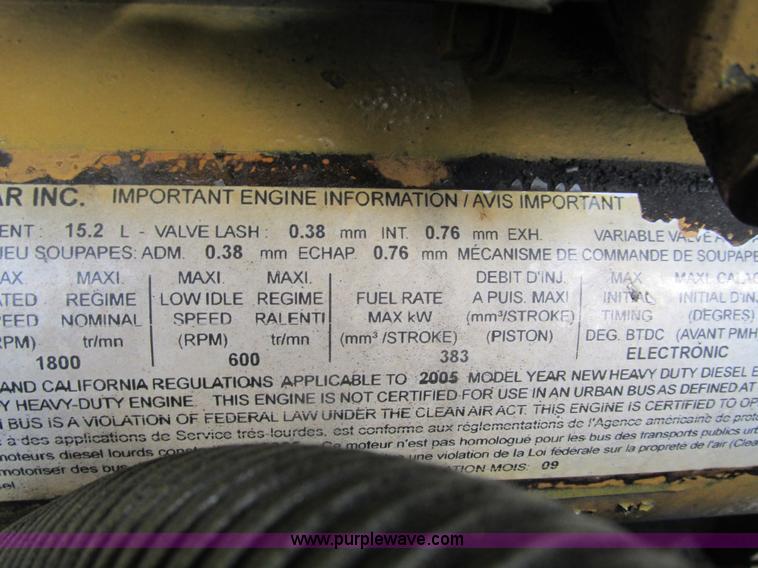 AR INC. IMPORTANT ENGINE INFORMATION / AVIS IMPORTANT
ENT : 15.2 L - VALVE LASH : 0.38 mm INT. 0.76 mm EXH. VARIABLE VALVE
JEU SOUPAPES: ADM. 0.38 mm ECHAP. 0.76 mm MÉCANISME DE COMMANDE DE SOUPAPE
AX. MAXI. MAXI. MAXI. DEBIT D'INJ. MAX. MAXI. CALAG
ATED REGIME LOW IDLE REGIME FUEL RATE A PUIS. MAXI INITIAL INITIAL D'INJ
PEED NOMINAL SPEED RALENTI MAX kW (mm³/STROKE) TIMING (DEGRES)
RPM) tr/mn (RPM) tr/mn (mm³ /STROKE) (PISTON) DEG. BTDC (AVANT PMH
1800 600 383 ELECTRONIC
AND CALIFORNIA REGULATIONS APPLICABLE TO 2005 MODEL YEAR NEW HEAVY DUTY DIESEL E
Y HEAVY-DUTY ENGINE. THIS ENGINE IS NOT CERTIFIED FOR USE IN AN URBAN BUS AS DEFINED AT
N BUS IS A VIOLATION OF FEDERAL LAW UNDER THE CLEAN AIR ACT. THIS ENGINE IS CERTIFIED TO OP
s à des applications de Service très-lourdes, est conforme aux réglementations de l'Agence américaine de prote
moteurs diesel lourds cons Ce moteur n'est pas homologué pour les bus des transports publics urb
motoriser des bus une violation de la Loi fédérale sur la propreté de l'air (Clea
sel : ATION MOIS: 09
www.purplewave.com